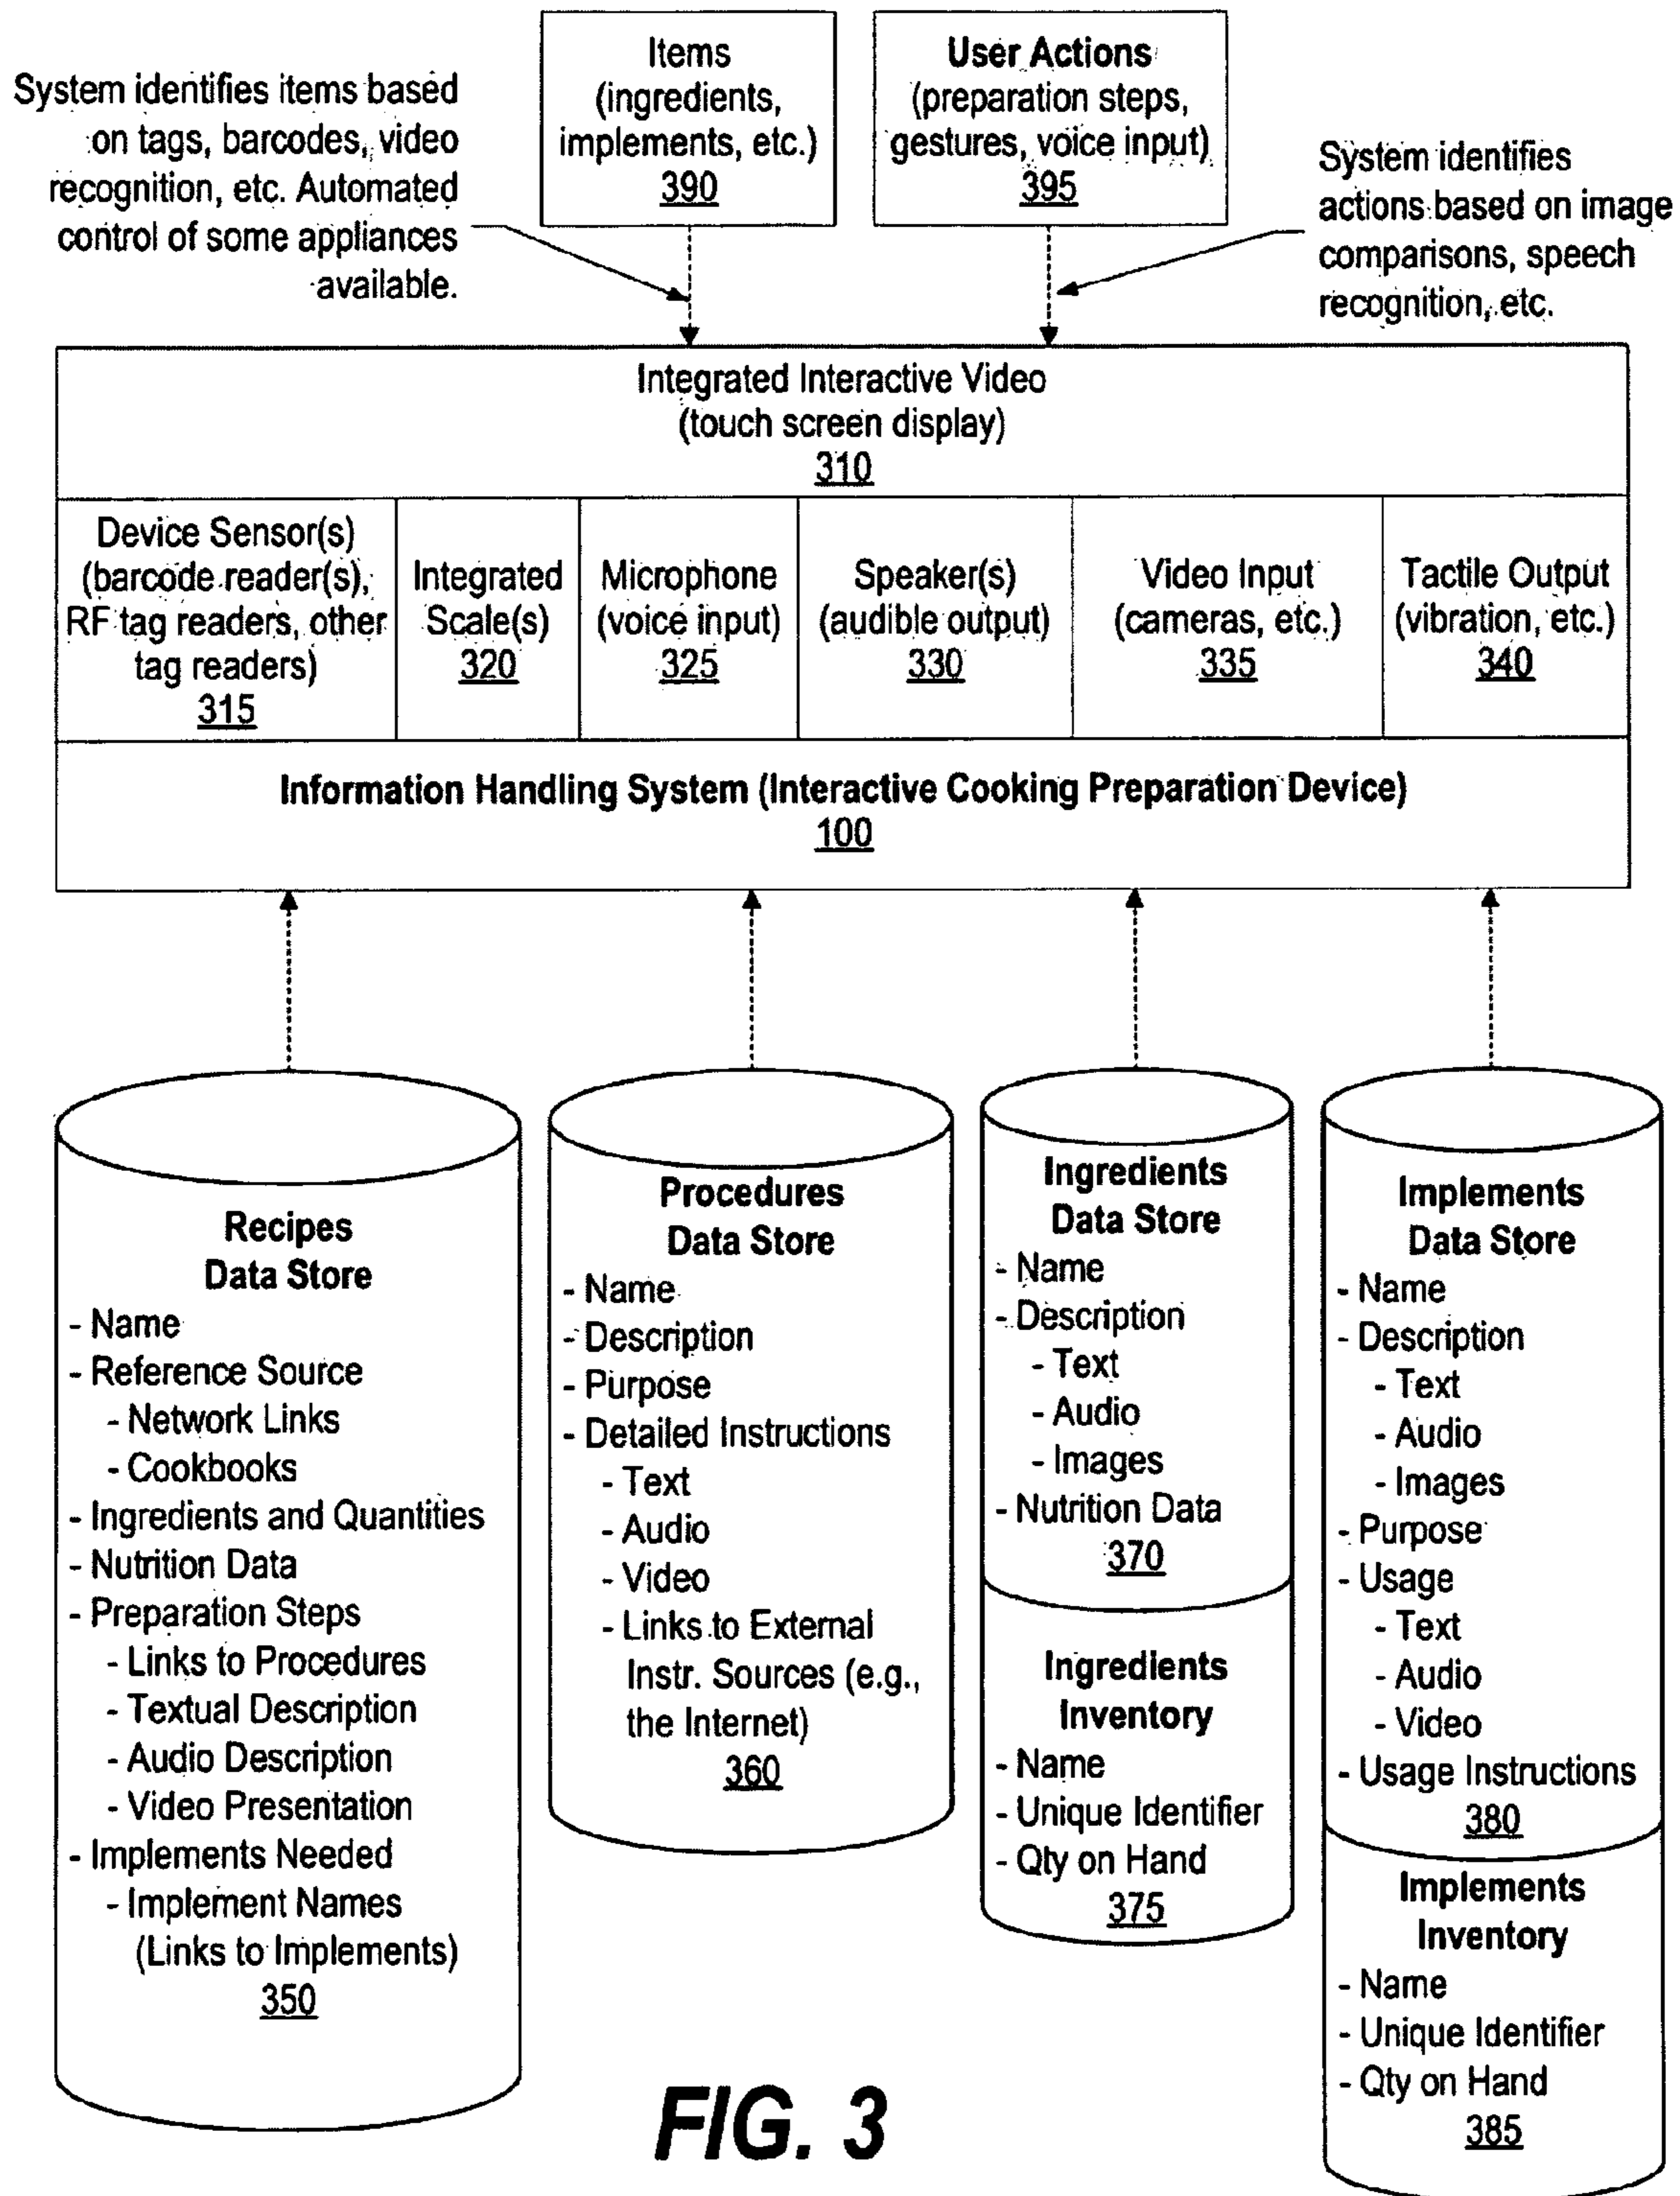 System identifies items based
on tags, barcodes, video
recognition, etc. Automated
control of some appliances
available.
Items
(ingredients,
implements, etc.)
390
User Actions
(preparation steps,
gestures, voice input)
395
System identifies
actions based on image
comparisons, speech
recognition, etc.
Integrated Interactive Video
(touch screen display)
310
Device Sensor(s)
(barcode reader(s),
RF tag readers, other
tag readers)
315
Integrated
Scale(s)
320
Microphone
(voice input)
325
Speaker(s)
(audible output)
330
Video Input
(cameras, etc.)
335
Tactile Output
(vibration, etc.)
340
Information Handling System (Interactive Cooking Preparation Device)
100
Recipes
Data Store
- Name
- Reference Source
- Network Links
- Cookbooks
- Ingredients and Quantities
- Nutrition Data
- Preparation Steps
- Links to Procedures
- Textual Description
- Audio Description
- Video Presentation
- Implements Needed
- Implement Names
(Links to Implements)
350
Procedures
Data Store
- Name
- Description
- Purpose
- Detailed Instructions
- Text
- Audio
- Video
- Links to External
Instr. Sources (e.g.,
the Internet)
360
Ingredients
Data Store
- Name
- Description
- Text
- Audio
- Images
- Nutrition Data
370
Ingredients
Inventory
- Name
- Unique Identifier
- Qty on Hand
375
Implements
Data Store
- Name
- Description
- Text
- Audio
- Images
- Purpose
- Usage
- Text
- Audio
- Video
- Usage Instructions
380
Implements
Inventory
- Name
- Unique Identifier
- Qty on Hand
385
FIG. 3